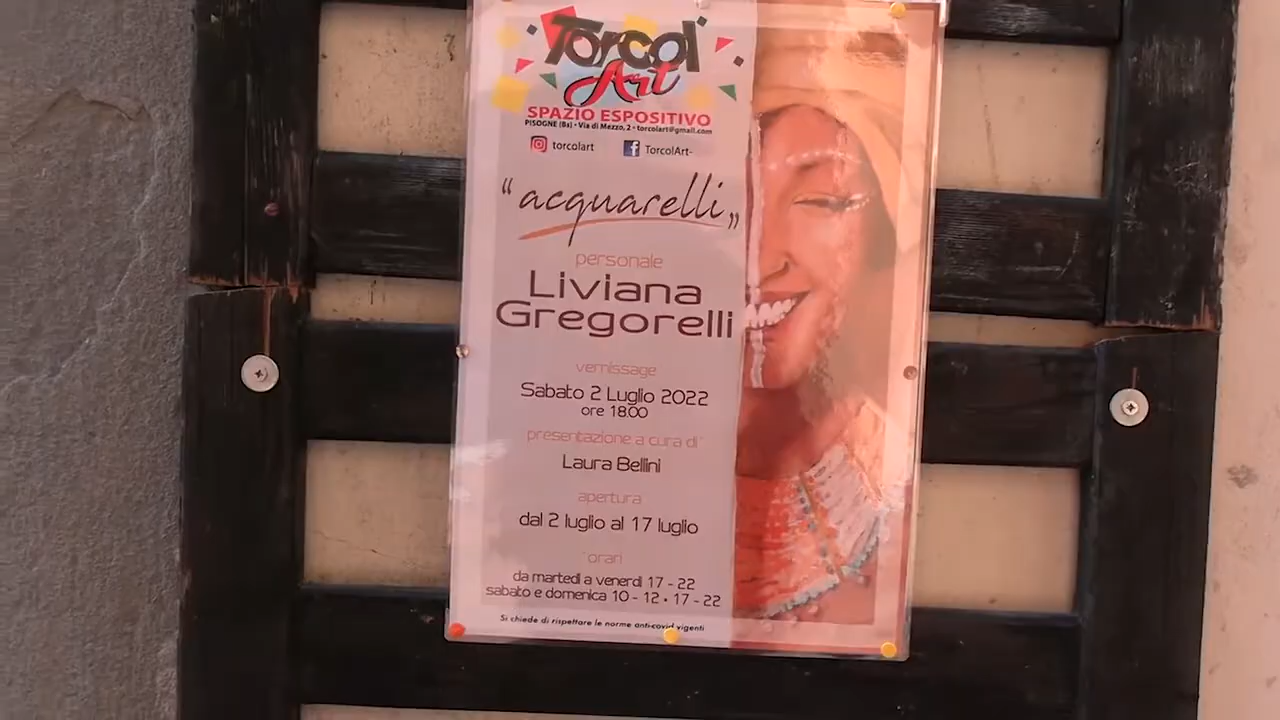 Torcol
Art
SPAZIO ESPOSITIVO
PISOGNE (Bs) • Via di Mezzo, 2 • torcolart@gmail.com
torcolart TorcolArt-
"acquarelli„
personale
Liviana
Gregorelli
vernissage
Sabato 2 Luglio 2022
ore 18.00
presentazione a cura di
Laura Bellini
apertura
dal 2 luglio al 17 luglio
orari
da martedì a venerdì 17 - 22
sabato e domenica 10 - 12 • 17 - 22
Si chiede di rispettare le norme anti-covid vigenti